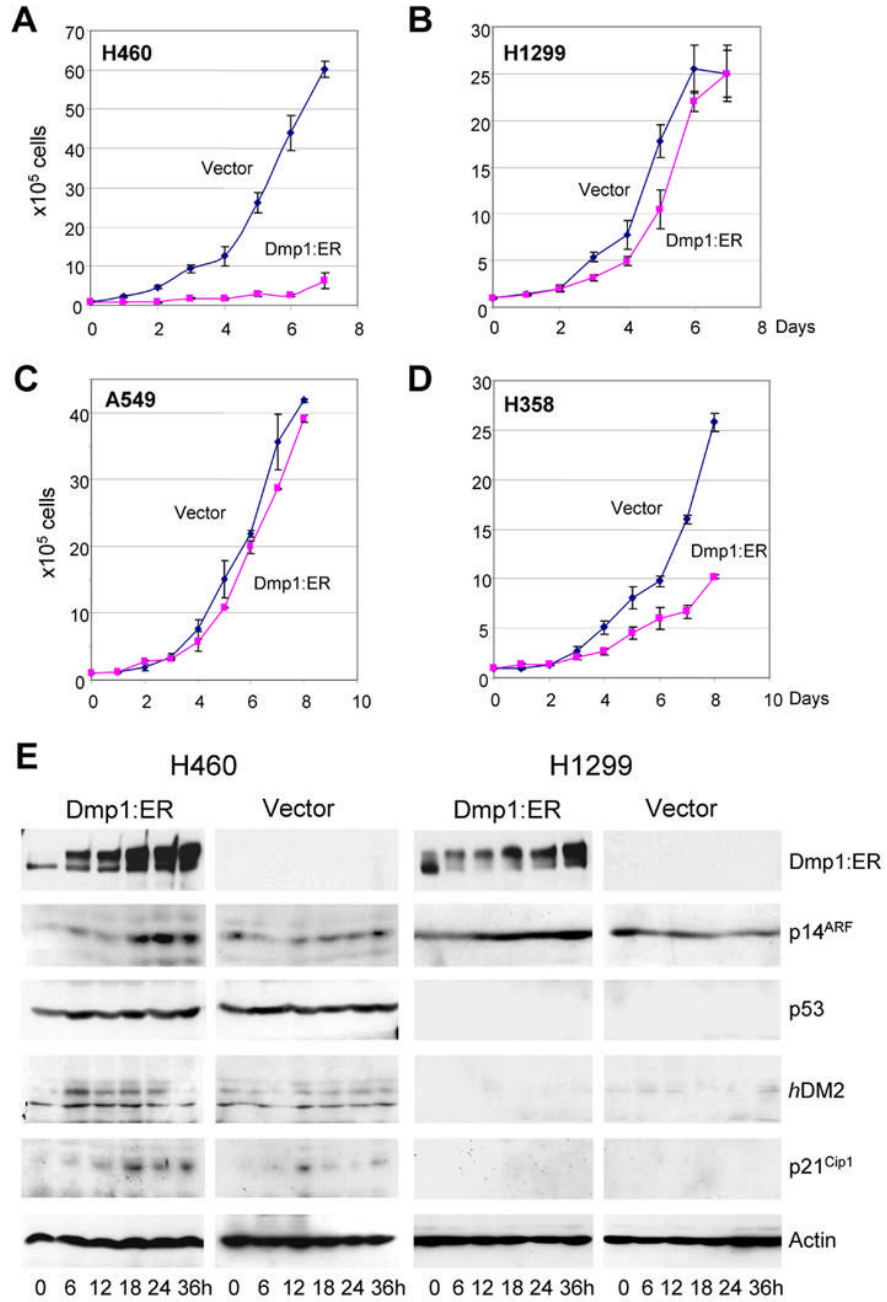 A
H460
70
60
50
40
30
20
10
0
x10⁵ cells
Vector
Dmp1:ER
0 2 4 6 8
B
H1299
30
25
20
15
10
5
0
Vector
Dmp1:ER
0 2 4 6 8 Days
C
A549
40
30
20
10
0
x10⁵ cells
Vector
Dmp1:ER
0 2 4 6 8 10
D
H358
30
25
20
15
10
5
0
Vector
Dmp1:ER
0 2 4 6 8 10 Days
E
H460 H1299
Dmp1:ER Vector Dmp1:ER Vector
Dmp1:ER
p14ᴬᴿᶠ
p53
hDM2
p21ᶜⁱᵖ¹
Actin
0 6 12 18 24 36h 0 6 12 18 24 36h 0 6 12 18 24 36h 0 6 12 18 24 36h